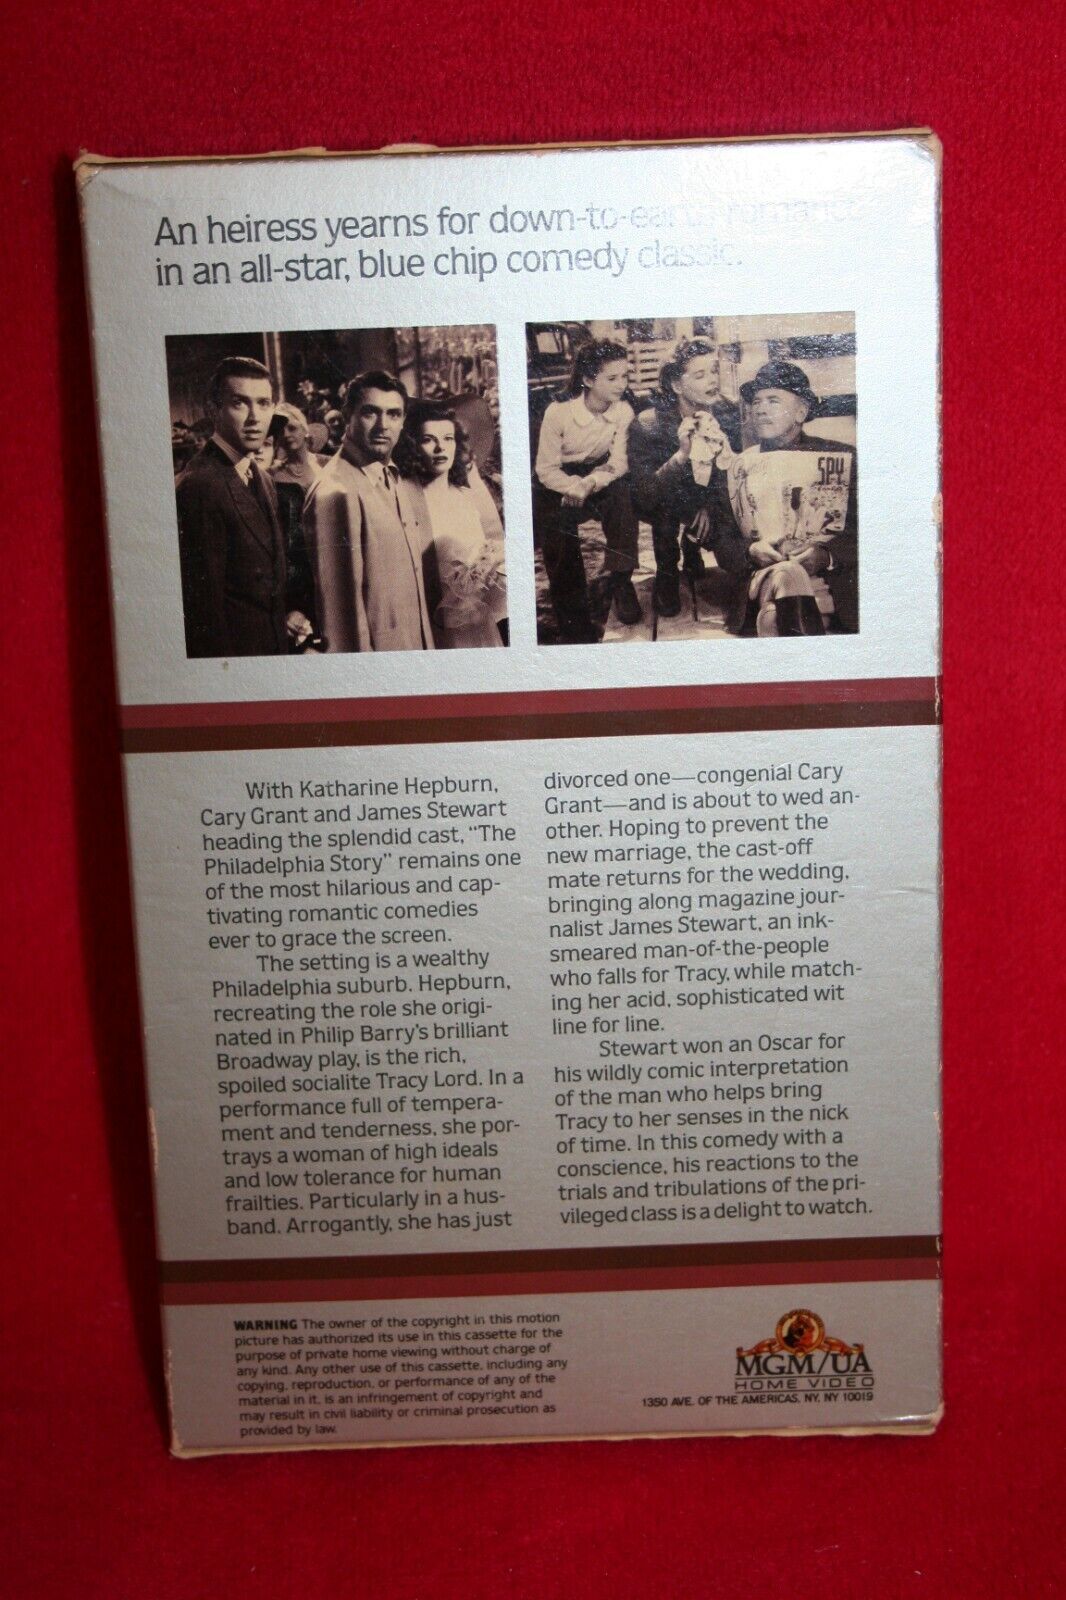 An heiress yearns for down-to-earth romance
in an all-star, blue chip comedy classic.
SPY
With Katharine Hepburn,
Cary Grant and James Stewart
heading the splendid cast, “The
Philadelphia Story” remains one
of the most hilarious and cap-
tivating romantic comedies
ever to grace the screen.
The setting is a wealthy
Philadelphia suburb. Hepburn,
recreating the role she origi-
nated in Philip Barry's brilliant
Broadway play, is the rich,
spoiled socialite Tracy Lord. In a
performance full of tempera-
ment and tenderness, she por-
trays a woman of high ideals
and low tolerance for human
frailties. Particularly in a hus-
band. Arrogantly, she has just
divorced one—congenial Cary
Grant—and is about to wed an-
other. Hoping to prevent the
new marriage, the cast-off
mate returns for the wedding,
bringing along magazine jour-
nalist James Stewart, an ink-
smeared man-of-the-people
who falls for Tracy, while match-
ing her acid, sophisticated wit
line for line.
Stewart won an Oscar for
his wildly comic interpretation
of the man who helps bring
Tracy to her senses in the nick
of time. In this comedy with a
conscience, his reactions to the
trials and tribulations of the pri-
vileged class is a delight to watch.
WARNING The owner of the copyright in this motion
picture has authorized its use in this cassette for the
purpose of private home viewing without charge of
any kind. Any other use of this cassette, including any
copying, reproduction, or performance of any of the
material in it, is an infringement of copyright and
may result in civil liability or criminal prosecution as
provided by law.
MGM/UA
HOME VIDEO
1350 AVE. OF THE AMERICAS, NY, NY 10019